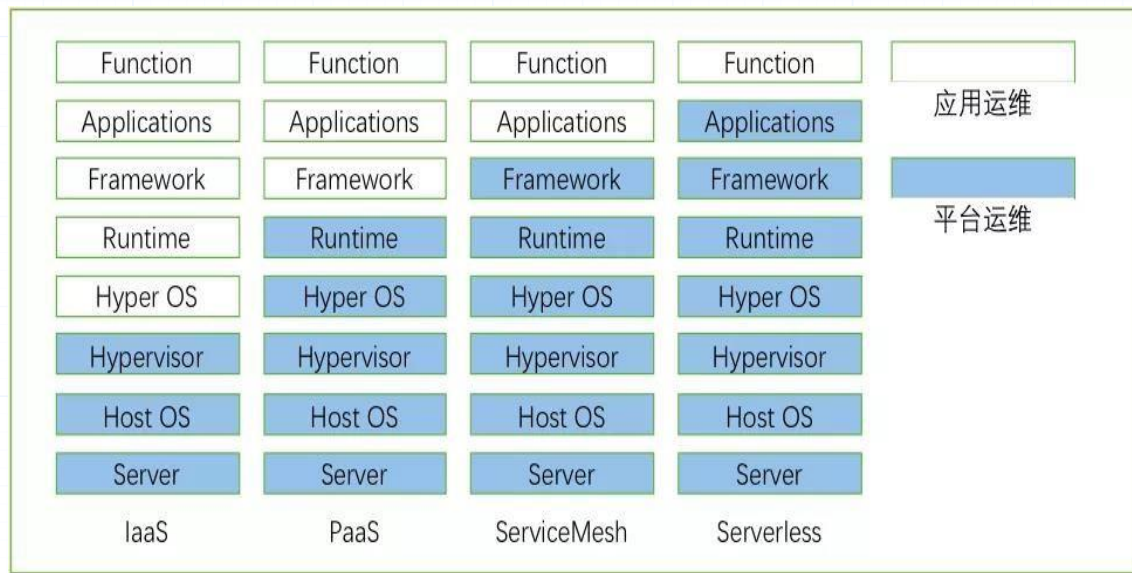 Function Function Function Function
Applications Applications Applications Applications 应用运维
Framework Framework Framework Framework
Runtime Runtime Runtime Runtime 平台运维
Hyper OS Hyper OS Hyper OS Hyper OS
Hypervisor Hypervisor Hypervisor Hypervisor
Host OS Host OS Host OS Host OS
Server Server Server Server
IaaS PaaS ServiceMesh Serverless